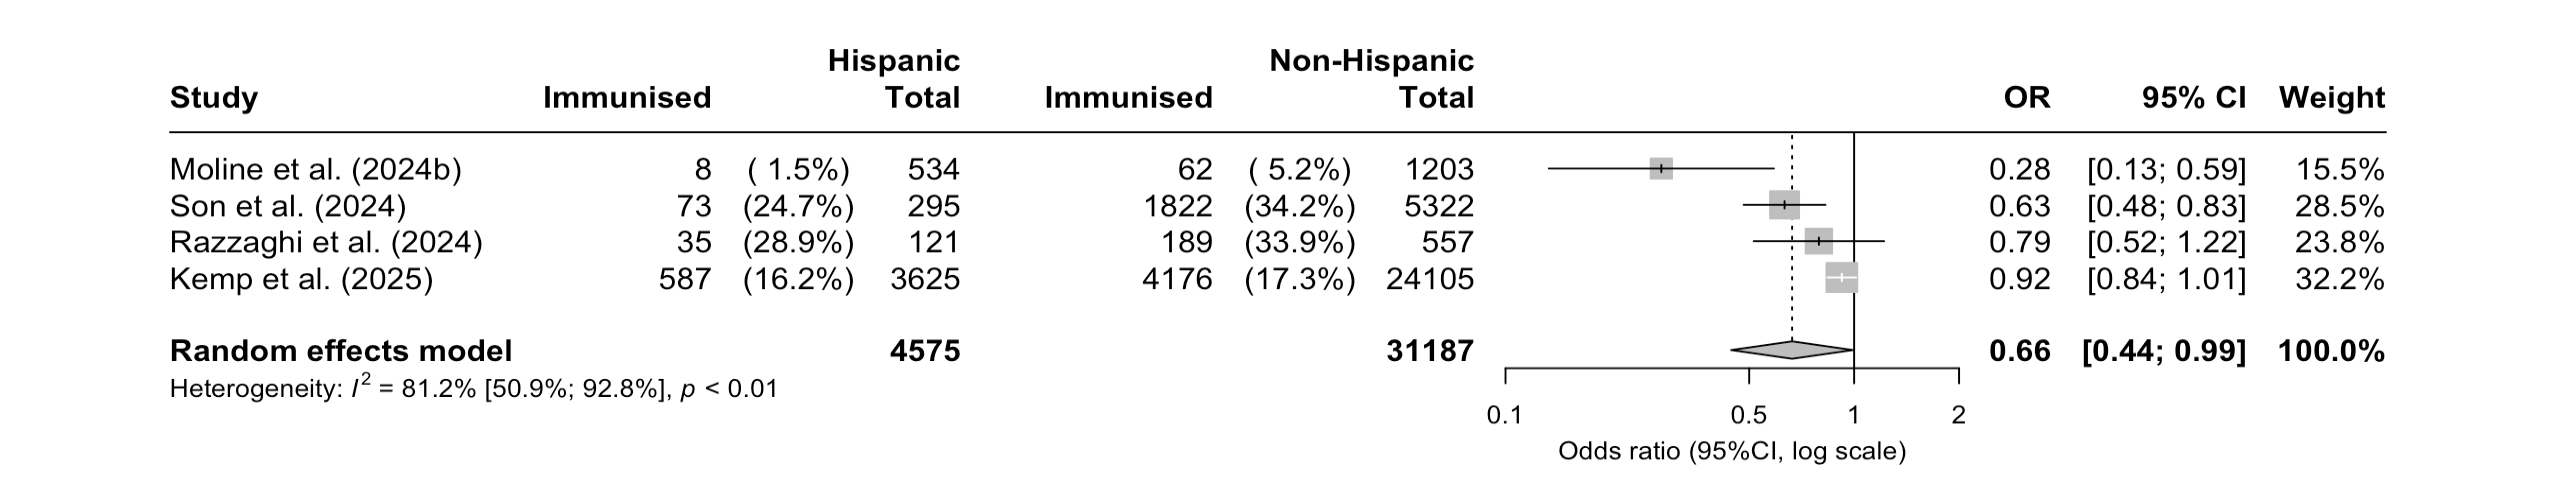 Hispanic Non-Hispanic
Study Immunised Total Immunised Total OR 95% CI Weight
Moline et al. (2024b) 8 ( 1.5%) 534 62 ( 5.2%) 1203 0.28 [0.13; 0.59] 15.5%
Son et al. (2024) 73 (24.7%) 295 1822 (34.2%) 5322 0.63 [0.48; 0.83] 28.5%
Razzaghi et al. (2024) 35 (28.9%) 121 189 (33.9%) 557 0.79 [0.52; 1.22] 23.8%
Kemp et al. (2025) 587 (16.2%) 3625 4176 (17.3%) 24105 0.92 [0.84; 1.01] 32.2%
Random effects model 4575 31187 0.66 [0.44; 0.99] 100.0%
Heterogeneity: I² = 81.2% [50.9%; 92.8%], p < 0.01
0.1 0.5 1 2
Odds ratio (95%CI, log scale)